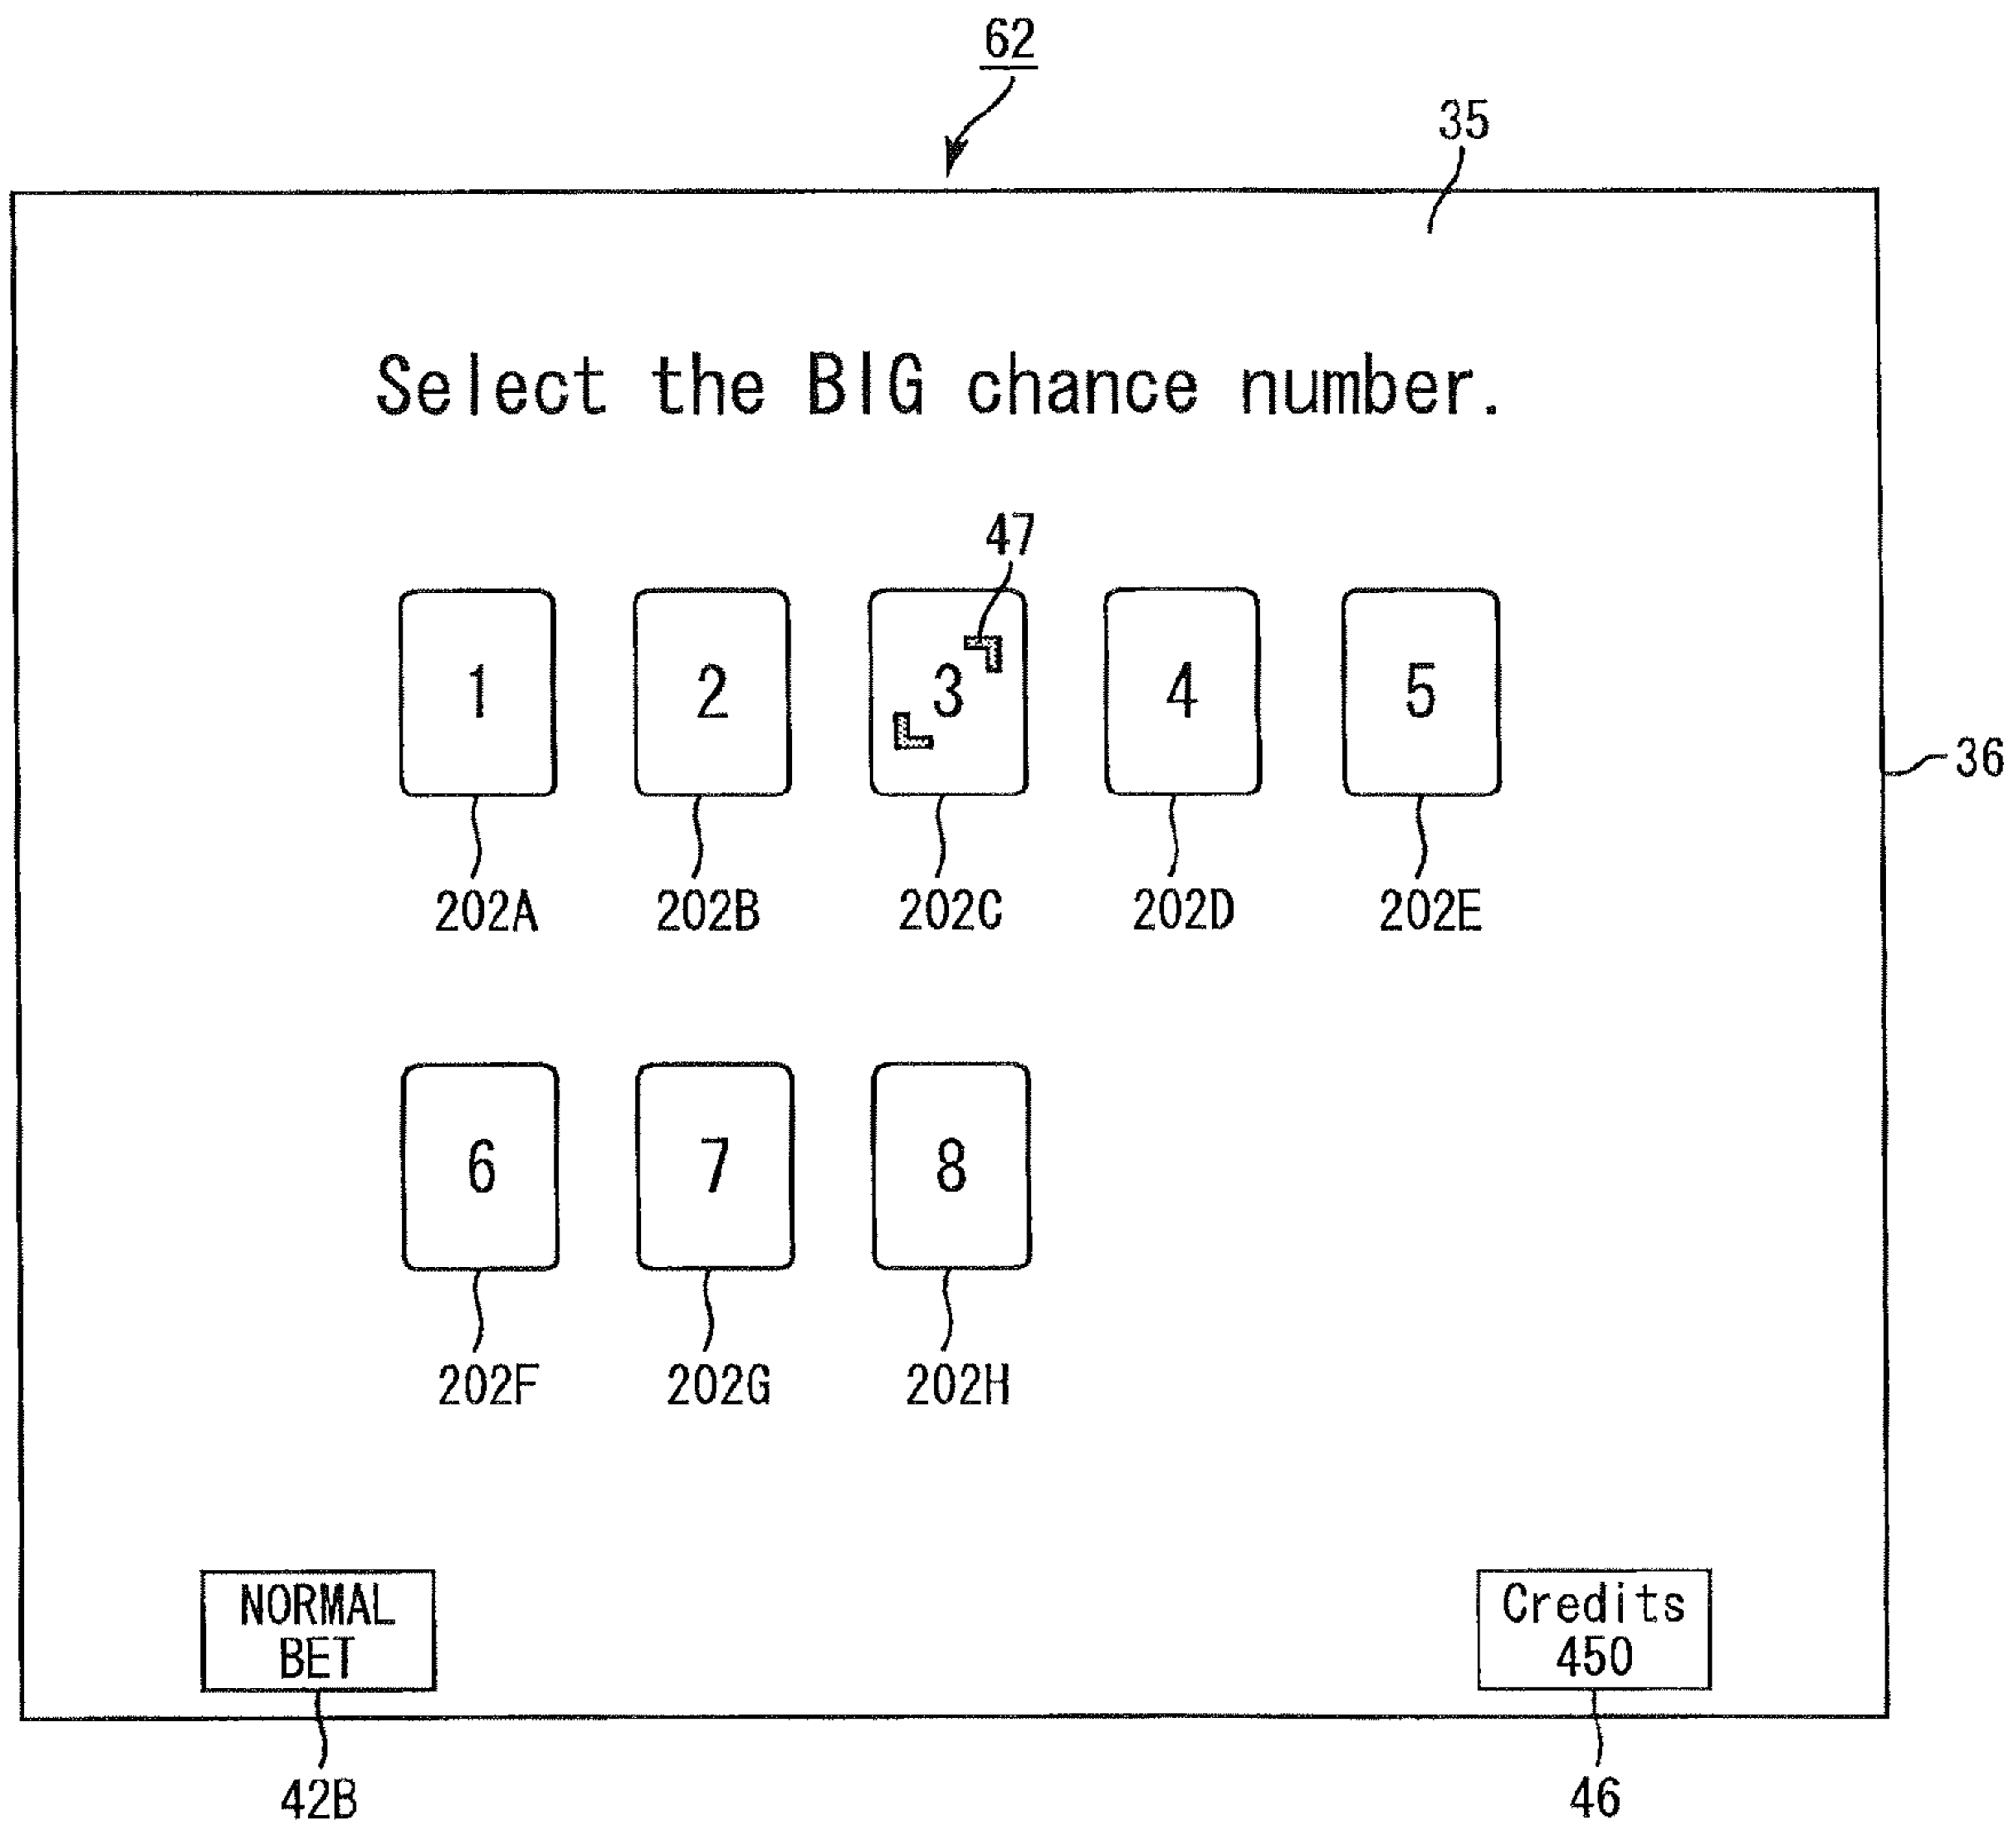 62
35
Select the BIG chance number.
47
1 2 3 4 5
36
202A 202B 202C 202D 202E
6 7 8
202F 202G 202H
NORMAL
BET
Credits
450
42B
46